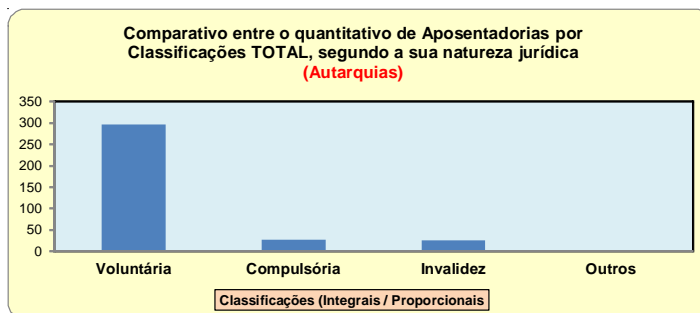 Comparativo entre o quantitativo de Aposentadorias por
Classificações TOTAL, segundo a sua natureza jurídica
(Autarquias)
350
300
250
200
150
100
50
0
Voluntária Compulsória Invalidez Outros
Classificações (Integrais / Proporcionais